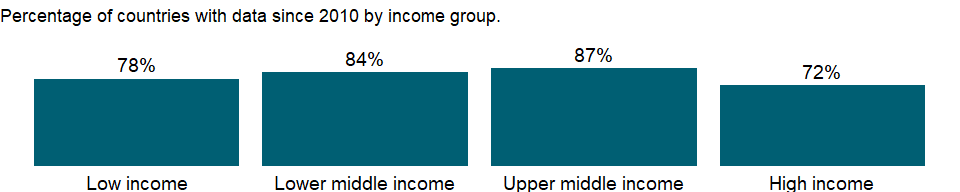 Percentage of countries with data since 2010 by income group.
78%
84%
87%
72%
Low income
Lower middle income
Upper middle income
High income